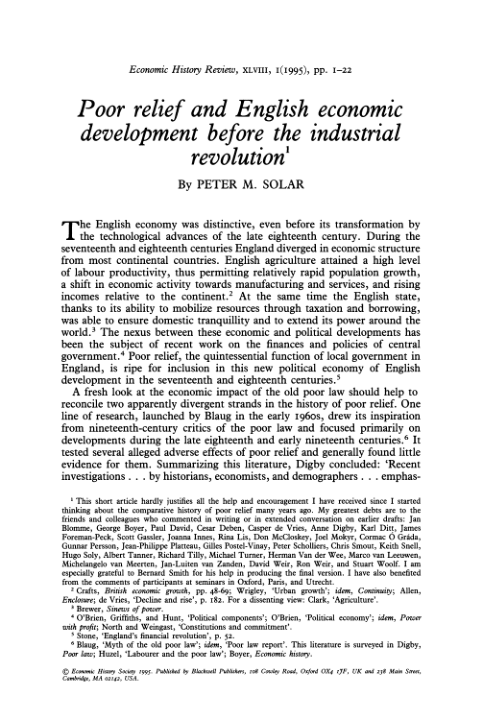 Economic History Review, XLVIII, 1(1995), pp. 1–22
Poor relief and English economic
development before the industrial
revolution¹
By PETER M. SOLAR
The English economy was distinctive, even before its transformation by
the technological advances of the late eighteenth century. During the
seventeenth and eighteenth centuries England diverged in economic structure
from most continental countries. English agriculture attained a high level
of labour productivity, thus permitting relatively rapid population growth,
a shift in economic activity towards manufacturing and services, and rising
incomes relative to the continent.² At the same time the English state,
thanks to its ability to mobilize resources through taxation and borrowing,
was able to ensure domestic tranquillity and to extend its power around the
world.³ The nexus between these economic and political developments has
been the subject of recent work on the finances and policies of central
government.⁴ Poor relief, the quintessential function of local government in
England, is ripe for inclusion in this new political economy of English
development in the seventeenth and eighteenth centuries.⁵
A fresh look at the economic impact of the old poor law should help to
reconcile two apparently divergent strands in the history of poor relief. One
line of research, launched by Blaug in the early 1960s, drew its inspiration
from nineteenth-century critics of the poor law and focused primarily on
developments during the late eighteenth and early nineteenth centuries.⁶ It
tested several alleged adverse effects of poor relief and generally found little
evidence for them. Summarizing this literature, Digby concluded: 'Recent
investigations . . . by historians, economists, and demographers . . . emphas-
¹ This short article hardly justifies all the help and encouragement I have received since I started
thinking about the comparative history of poor relief many years ago. My greatest debts are to the
friends and colleagues who commented in writing or in extended conversation on earlier drafts: Jan
Blomme, George Boyer, Paul David, Cesar Deben, Casper de Vries, Anne Digby, Karl Ditt, James
Foreman-Peck, Scott Gassler, Joanna Innes, Rina Lis, Don McCloskey, Joel Mokyr, Cormac Ó Gráda,
Gunnar Persson, Jean-Philippe Platteau, Gilles Postel-Vinay, Peter Scholliers, Chris Smout, Keith Snell,
Hugo Soly, Albert Tanner, Richard Tilly, Michael Turner, Herman Van der Wee, Marco van Leeuwen,
Michelangelo van Meerten, Jan-Luiten van Zanden, David Weir, Ron Weir, and Stuart Woolf. I am
especially grateful to Bernard Smith for his help in producing the final version. I have also benefited
from the comments of participants at seminars in Oxford, Paris, and Utrecht.
² Crafts, British economic growth, pp. 48-69; Wrigley, 'Urban growth'; idem, Continuity; Allen,
Enclosure; de Vries, 'Decline and rise', p. 182. For a dissenting view: Clark, 'Agriculture'.
³ Brewer, Sinews of power.
⁴ O'Brien, Griffiths, and Hunt, 'Political components'; O'Brien, 'Political economy'; idem, Power
with profit; North and Weingast, 'Constitutions and commitment'.
⁵ Stone, 'England's financial revolution', p. 52.
⁶ Blaug, 'Myth of the old poor law'; idem, 'Poor law report'. This literature is surveyed in Digby,
Poor law; Huzel, 'Labourer and the poor law'; Boyer, Economic history.
© Economic History Society 1995. Published by Blackwell Publishers, 108 Cowley Road, Oxford OX4 1JF, UK and 238 Main Street,
Cambridge, MA 02142, USA.